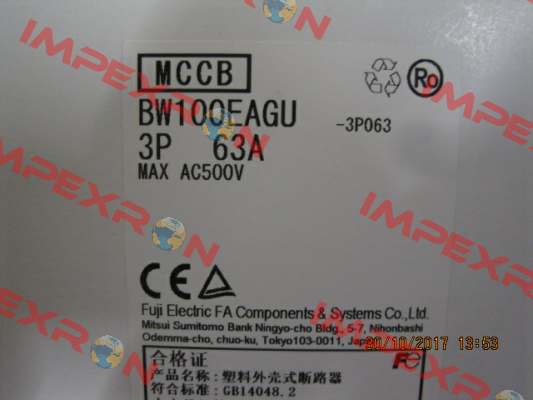 MCCB
Ro
BW100EAGU -3P063
3P 63A
MAX AC500V
CE
Fuji Electric FA Components & Systems Co.,Ltd.
Mitsui Sumitomo Bank Ningyo-cho Bldg., 5-7, Nihonbashi
Odemma-cho, chuo-ku, Tokyo103-0011, Japan
30/10/2017 13:53
合格证
产品名称:塑料外壳式断路器
符合标准:GB14048.2
IMPEXRON
IMPEXRON
IMPEXRON
IMPEXRON
IMPEXRON